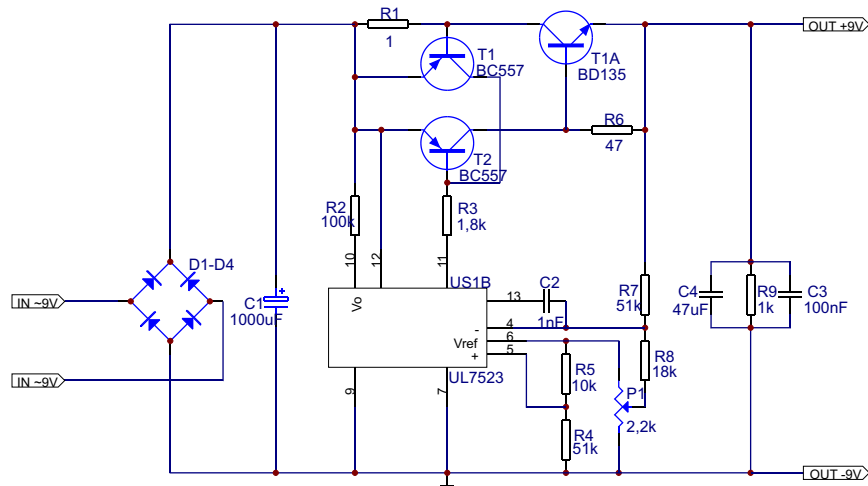 R1
1
OUT +9V
T1
BC557
T1A
BD135
R6
47
T2
BC557
R2
100k
R3
1,8k
D1-D4
10
12
11
US1B
IN ~9V
C1
1000uF
+
Vo
13
C2
1nF
R7
51k
C4
47uF
R9
1k
C3
100nF
-
4
Vref
6
+
5
R8
18k
UL7523
R5
10k
P1
2,2k
IN ~9V
9
7
R4
51k
OUT -9V